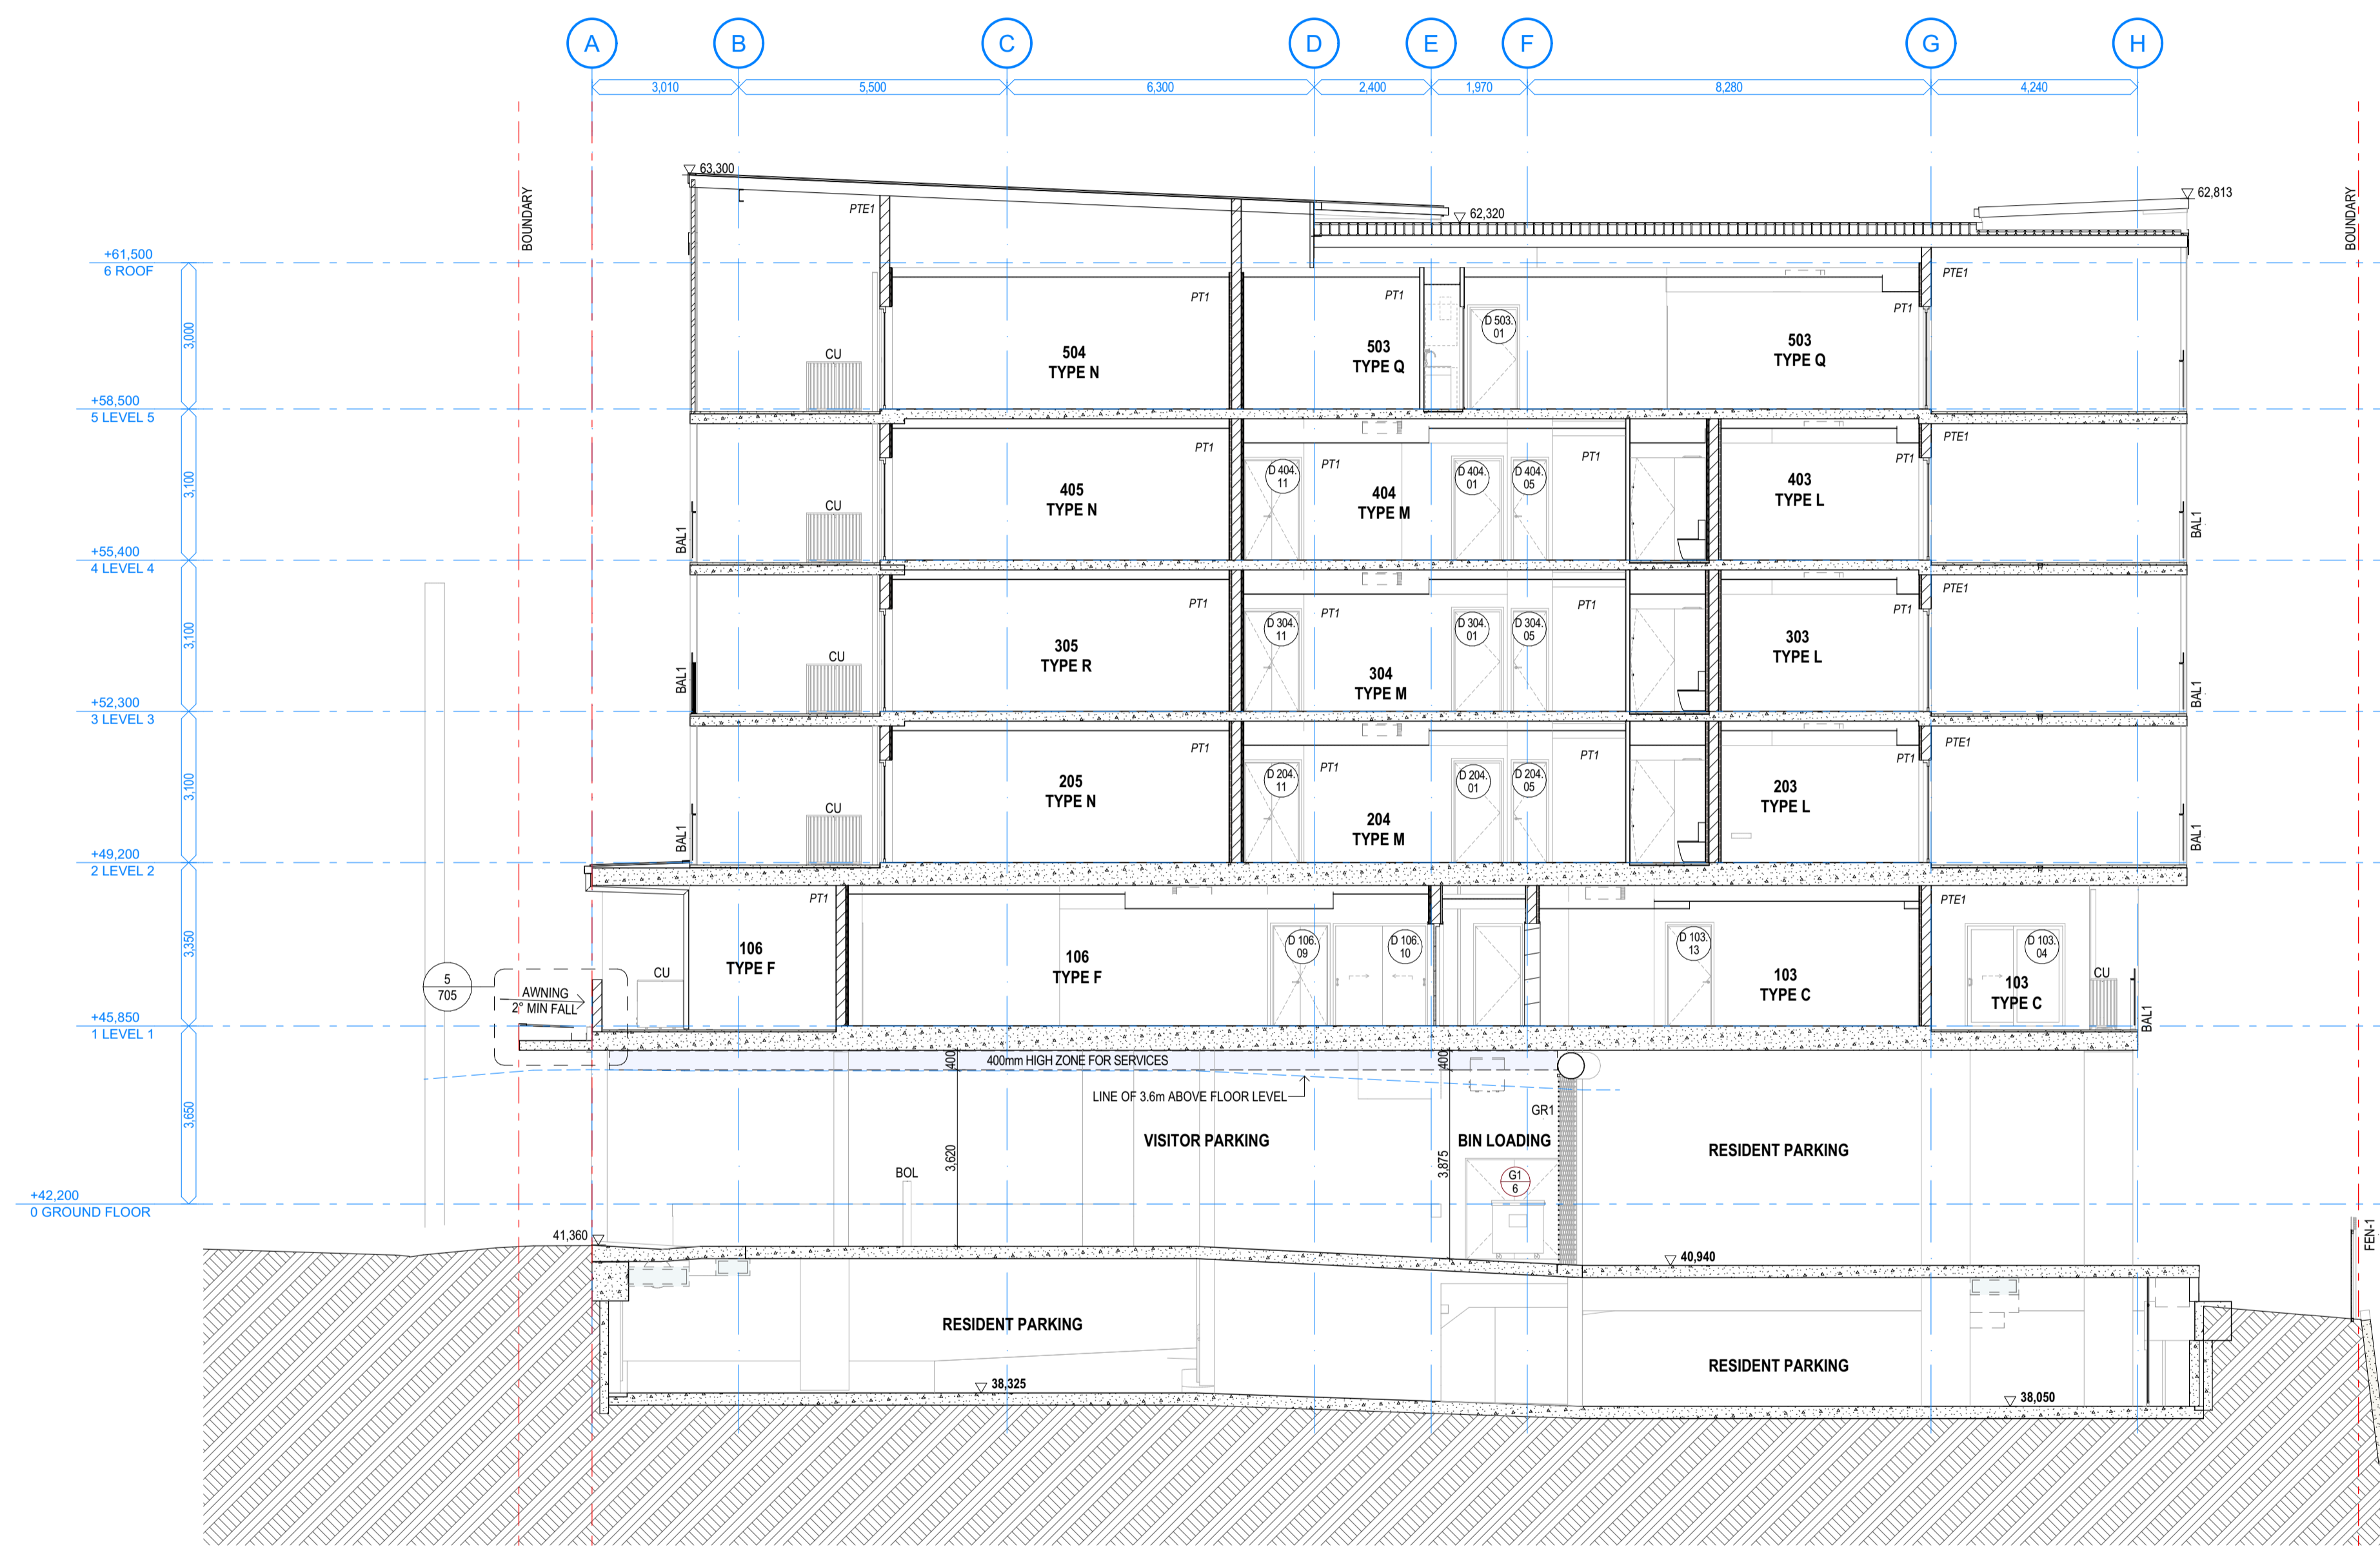 A
B
C
D
E
F
G
H
3,010
5,500
6,300
2,400
1,970
8,280
4,240
BOUNDARY
BOUNDARY
63,300
62,813
62,320
PTE1
+61,500
6 ROOF
PTE1
3,000
PT1
PT1
PT1
D 503.
01
CU
504
TYPE N
503
TYPE Q
503
TYPE Q
+58,500
5 LEVEL 5
3,100
PT1
PT1
PT1
PT1
PTE1
D 404.
11
D 404.
01
D 404.
05
CU
405
TYPE N
404
TYPE M
403
TYPE L
BAL1
BAL1
+55,400
4 LEVEL 4
3,100
PT1
PT1
PT1
PT1
PTE1
D 304.
11
D 304.
01
D 304.
05
CU
305
TYPE R
304
TYPE M
303
TYPE L
BAL1
BAL1
+52,300
3 LEVEL 3
3,100
PT1
PT1
PT1
PT1
PTE1
D 204.
11
D 204.
01
D 204.
05
CU
205
TYPE N
204
TYPE M
203
TYPE L
BAL1
BAL1
+49,200
2 LEVEL 2
3,350
PT1
PTE1
106
TYPE F
106
TYPE F
D 106.
09
D 106.
10
D 103.
13
D 103.
04
103
TYPE C
103
TYPE C
CU
CU
BAL1
5
705
AWNING
2° MIN FALL
+45,850
1 LEVEL 1
3,650
400mm HIGH ZONE FOR SERVICES
400
400
LINE OF 3.6m ABOVE FLOOR LEVEL
GR1
VISITOR PARKING
BIN LOADING
RESIDENT PARKING
3,620
3,875
BOL
G1
6
+42,200
0 GROUND FLOOR
41,360
40,940
FEN-1
RESIDENT PARKING
RESIDENT PARKING
38,325
38,050